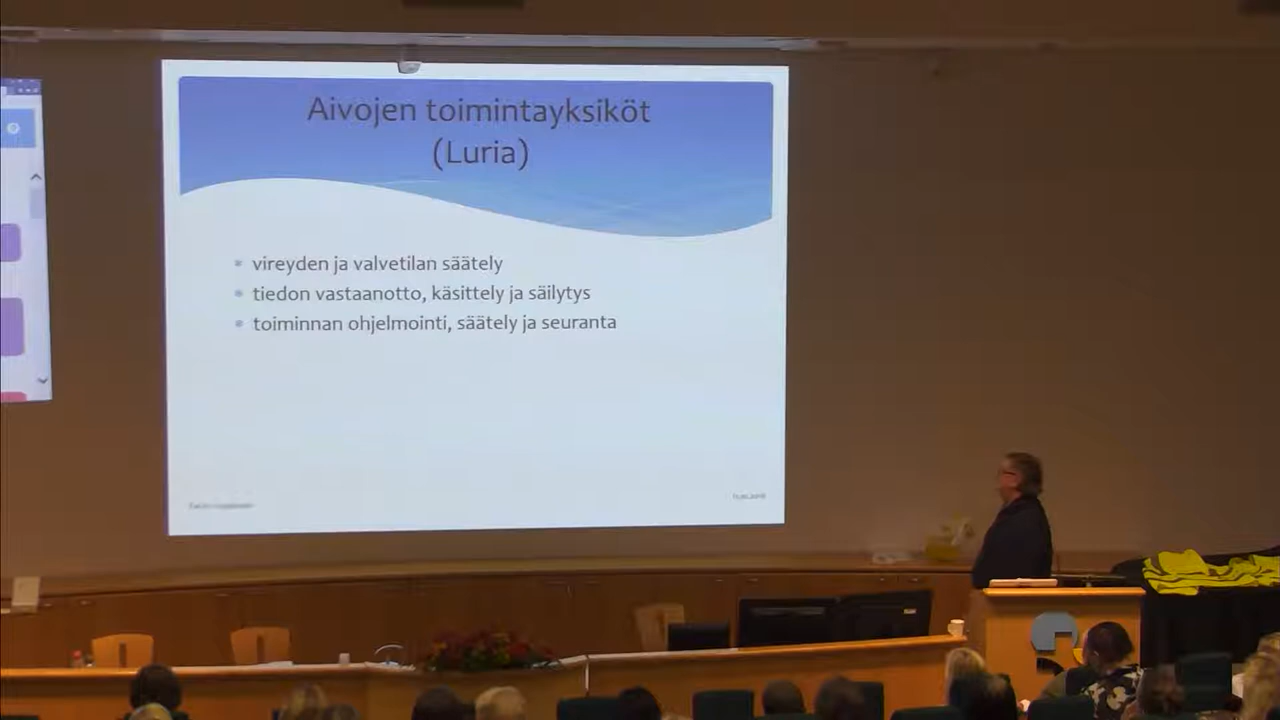 Aivojen toimintayksiköt
(Luria)
vireyden ja valvetilan säätely
tiedon vastaanotto, käsittely ja säilytys
toiminnan ohjelmointi, säätely ja seuranta